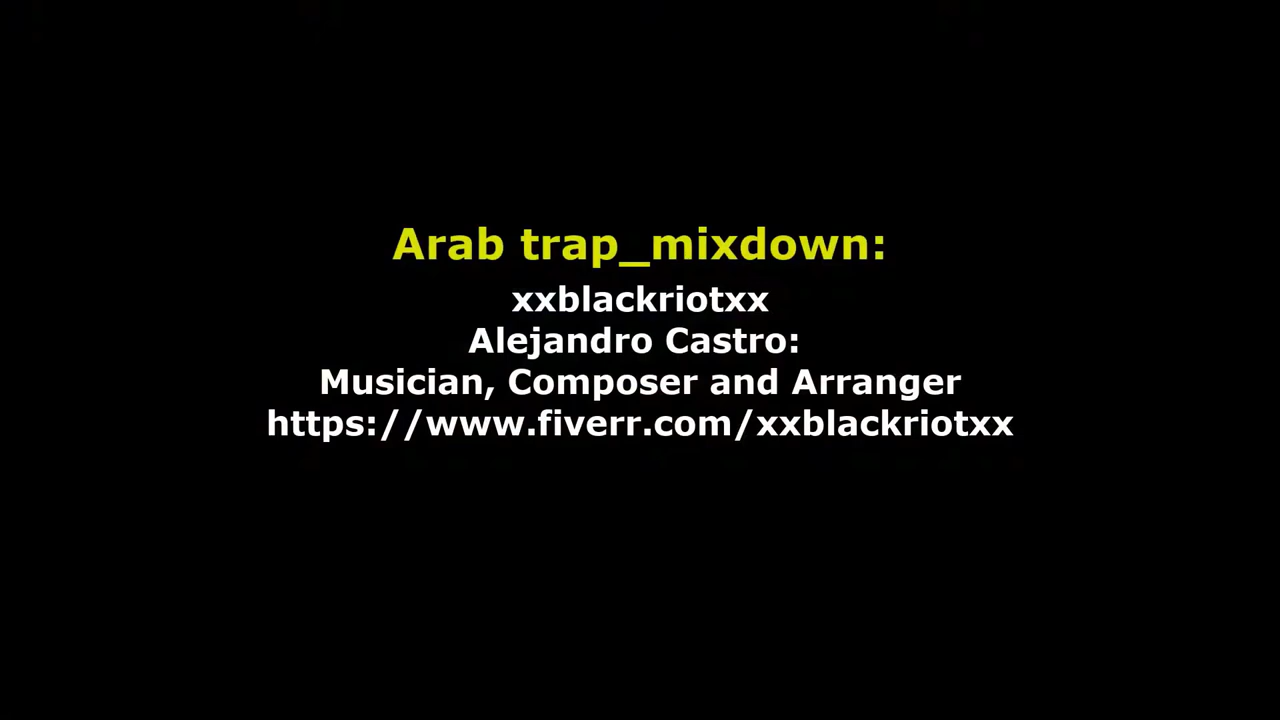 Arab trap_mixdown:
xxblackriotxx
Alejandro Castro:
Musician, Composer and Arranger
https://www.fiverr.com/xxblackriotxx